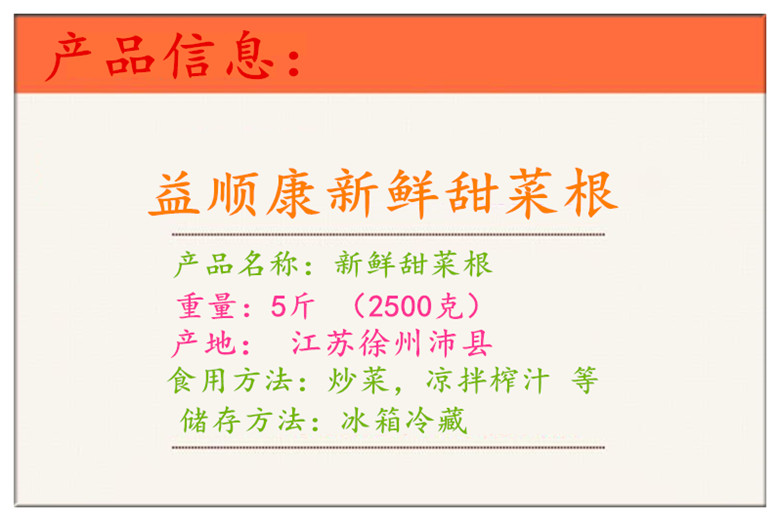 产品信息：
益顺康新鲜甜菜根
产品名称：新鲜甜菜根
重量：5斤 （2500克）
产地： 江苏徐州沛县
食用方法：炒菜，凉拌榨汁 等
储存方法：冰箱冷藏